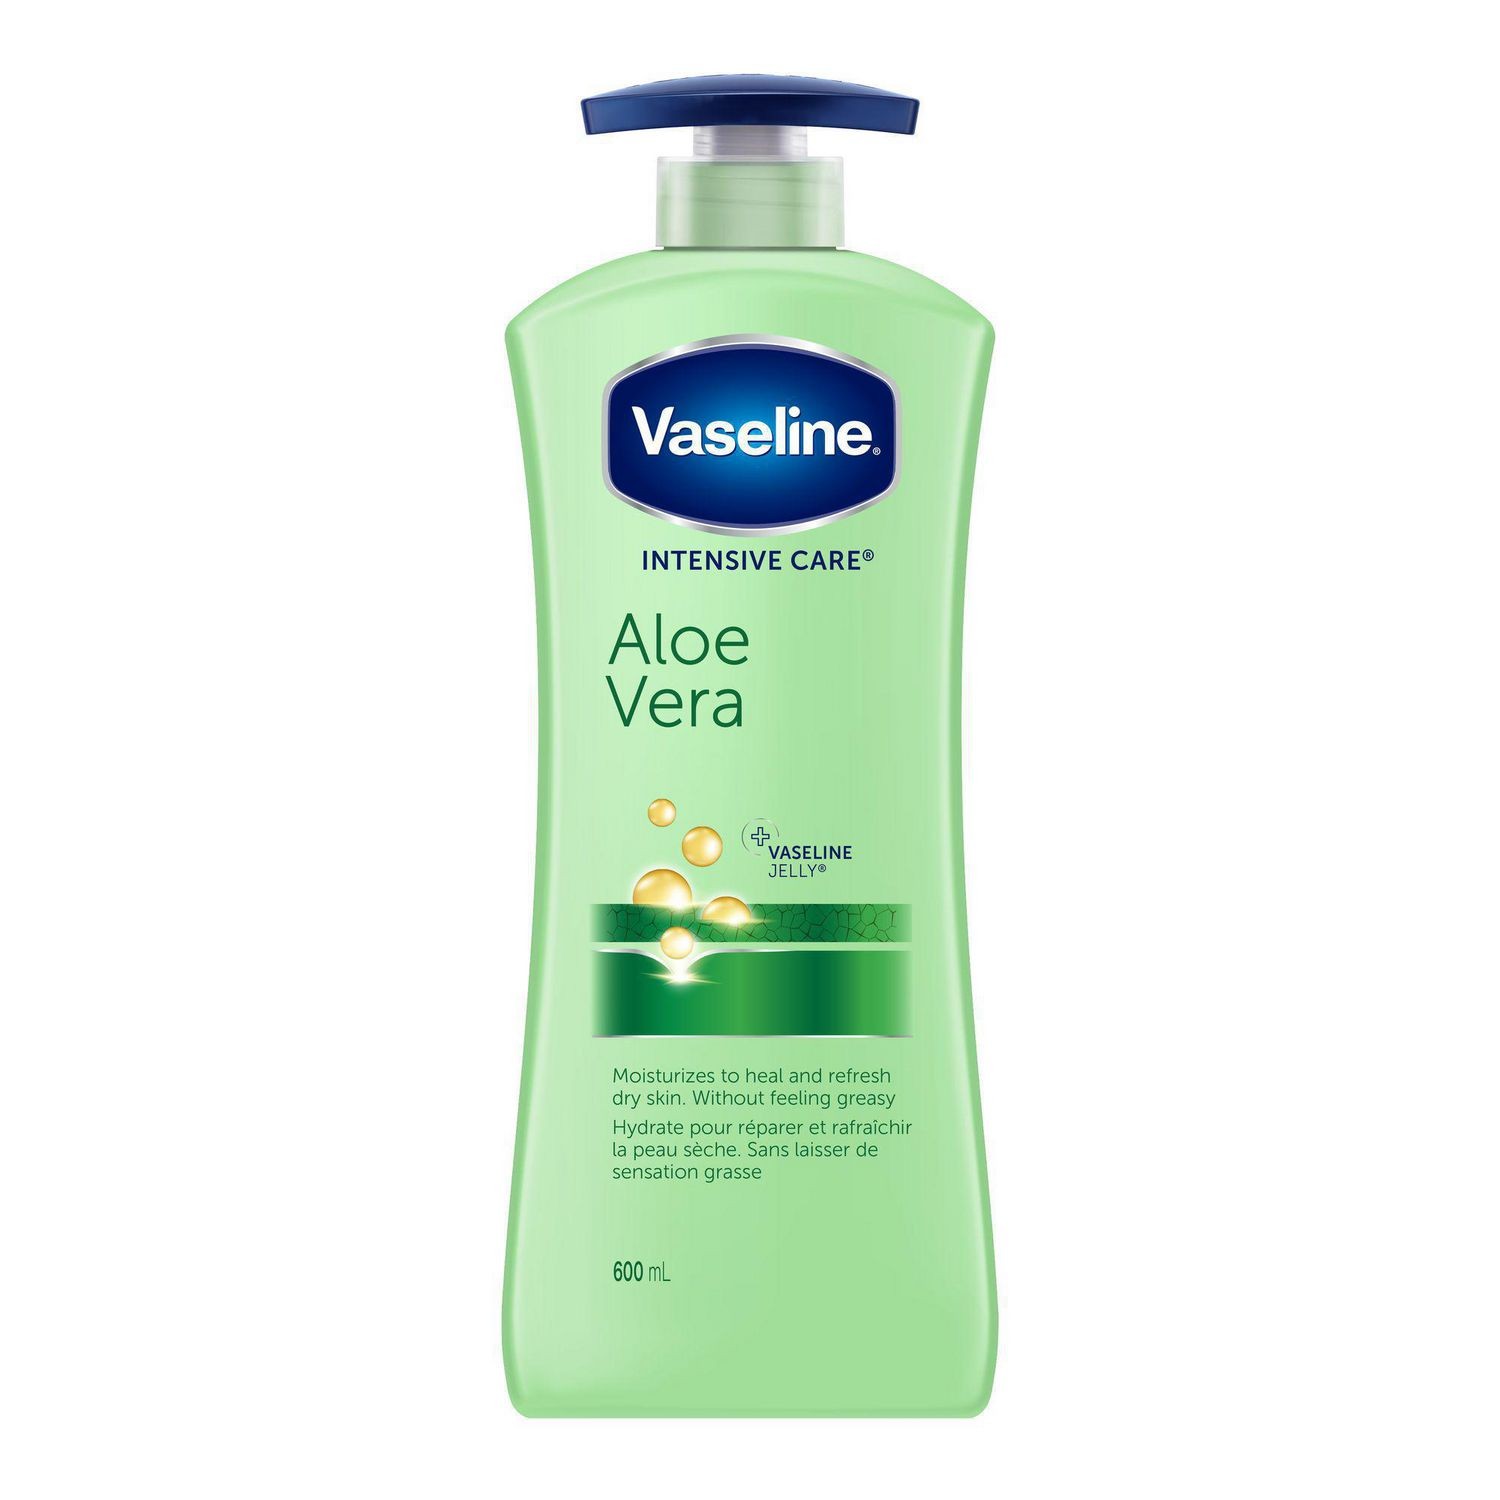 Vaseline®
INTENSIVE CARE®
Aloe
Vera
VASELINE
JELLY®
Moisturizes to heal and refresh
dry skin. Without feeling greasy
Hydrate pour réparer et rafraîchir
la peau sèche. Sans laisser de
sensation grasse
600 mL